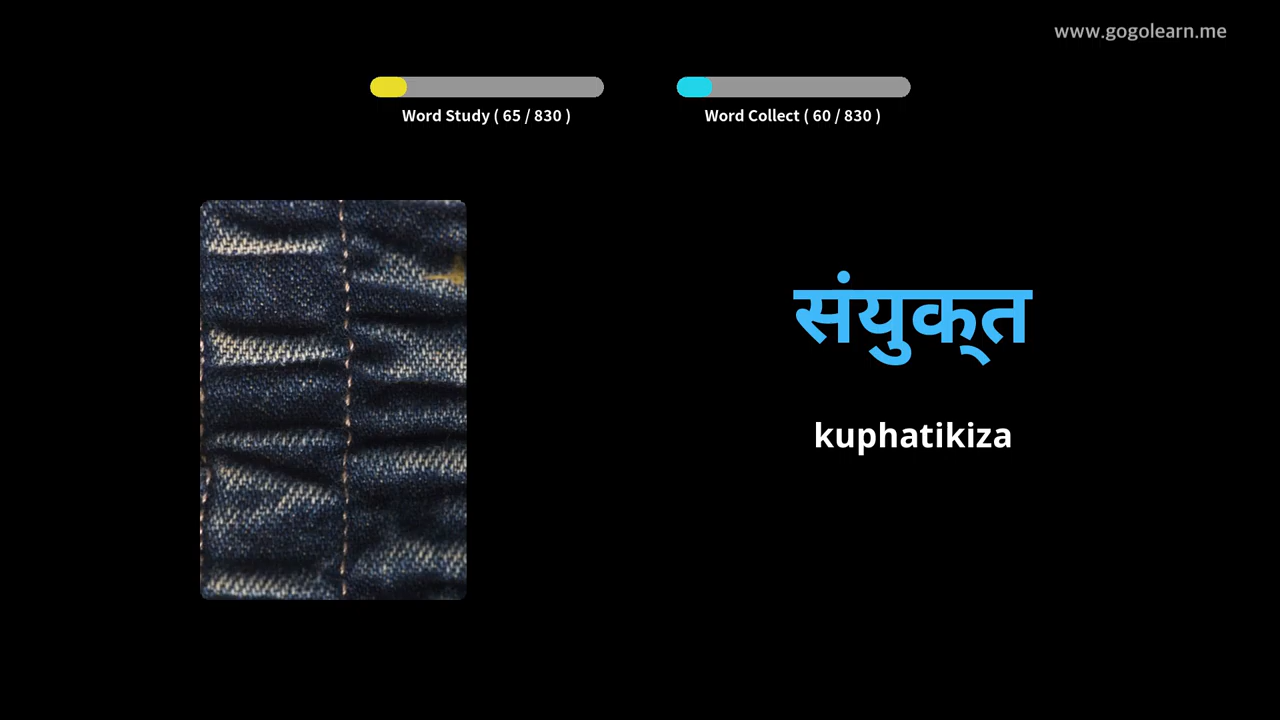 www.gogolearn.me
Word Study ( 65 / 830 )
Word Collect ( 60 / 830 )
संयुक्‌त
kuphatikiza